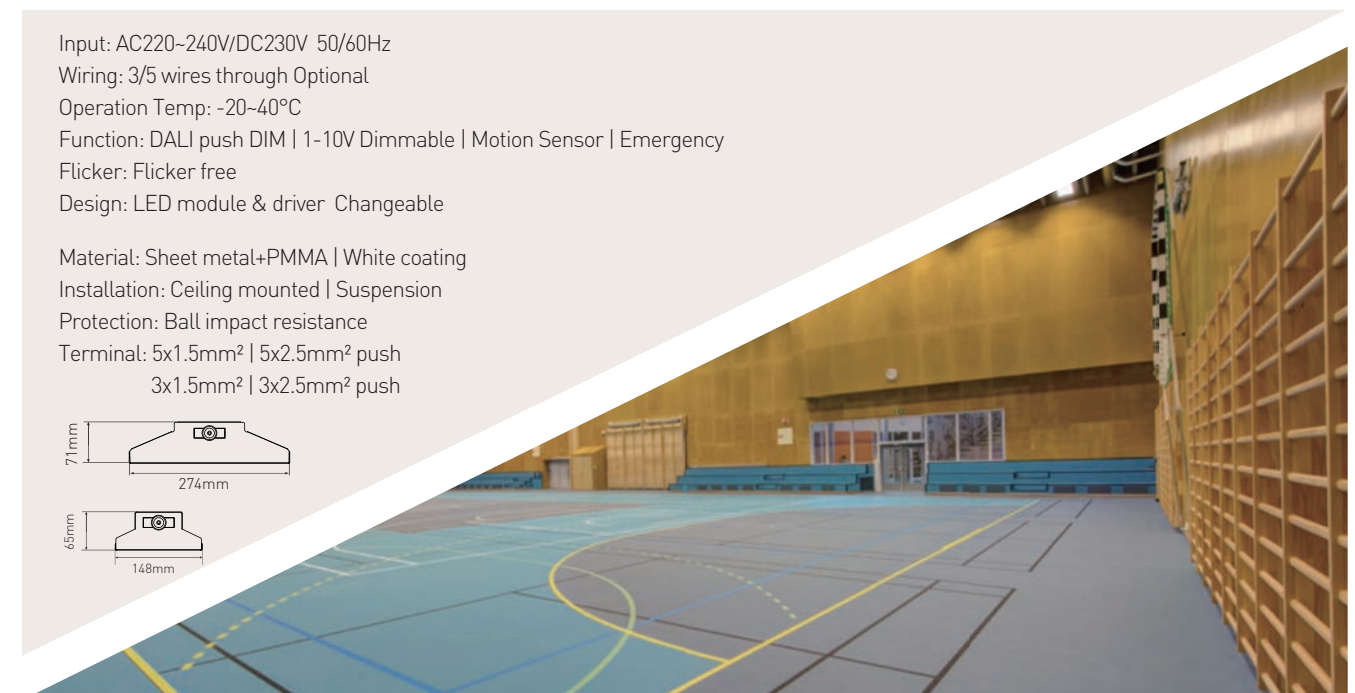 Input: AC220~240V/DC230V 50/60Hz
Wiring: 3/5 wires through Optional
Operation Temp: -20~40°C
Function: DALI push DIM | 1-10V Dimmable | Motion Sensor | Emergency
Flicker: Flicker free
Design: LED module & driver Changeable
Material: Sheet metal+PMMA | White coating
Installation: Ceiling mounted | Suspension
Protection: Ball impact resistance
Terminal: 5x1.5mm² | 5x2.5mm² push
3x1.5mm² | 3x2.5mm² push
71mm
274mm
65mm
148mm